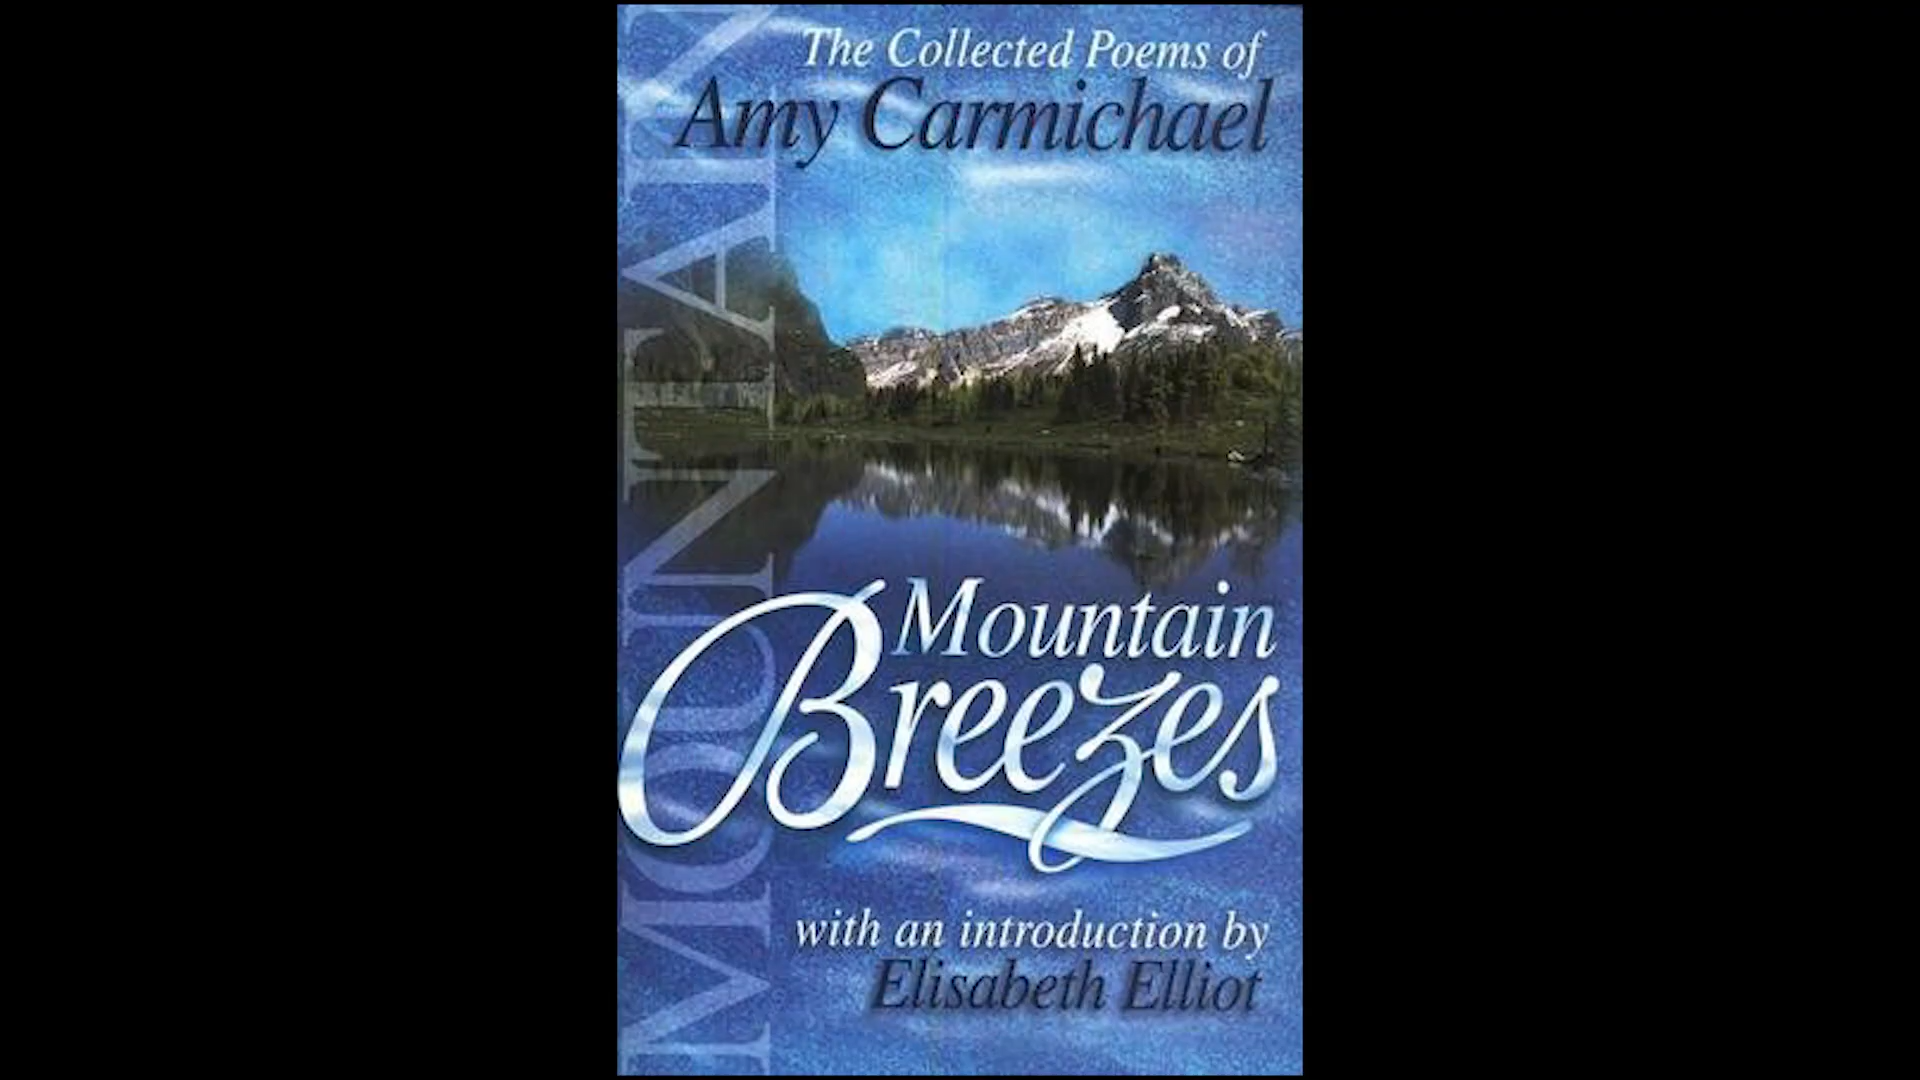 The Collected Poems of
Amy Carmichael
MOUNTAIN
Mountain
Breezes
with an introduction by
Elisabeth Elliot